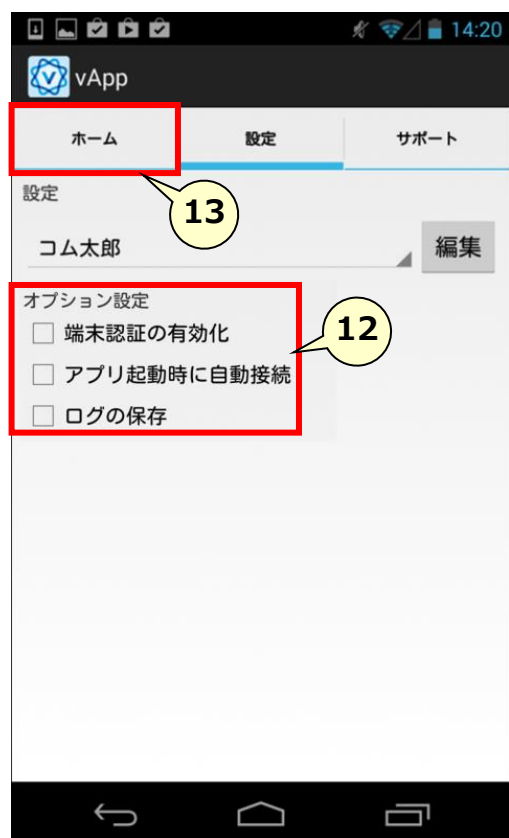 14:20
vApp
ホーム 設定 サポート
設定
13
コム太郎 編集
オプション設定
12
端末認証の有効化
アプリ起動時に自動接続
ログの保存